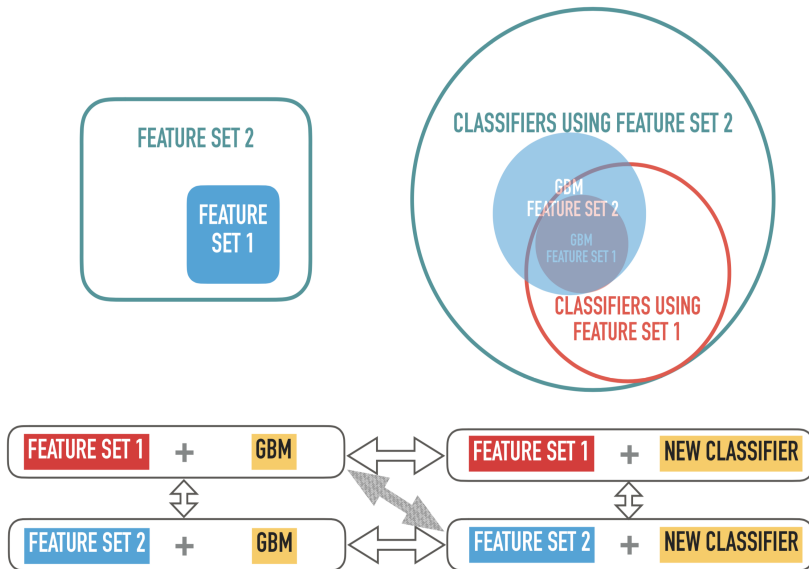 FEATURE SET 2
FEATURE
SET 1
CLASSIFIERS USING FEATURE SET 2
GBM
FEATURE SET 2
GBM
FEATURE SET 1
CLASSIFIERS USING
FEATURE SET 1
FEATURE SET 1 + GBM
FEATURE SET 1 + NEW CLASSIFIER
FEATURE SET 2 + GBM
FEATURE SET 2 + NEW CLASSIFIER